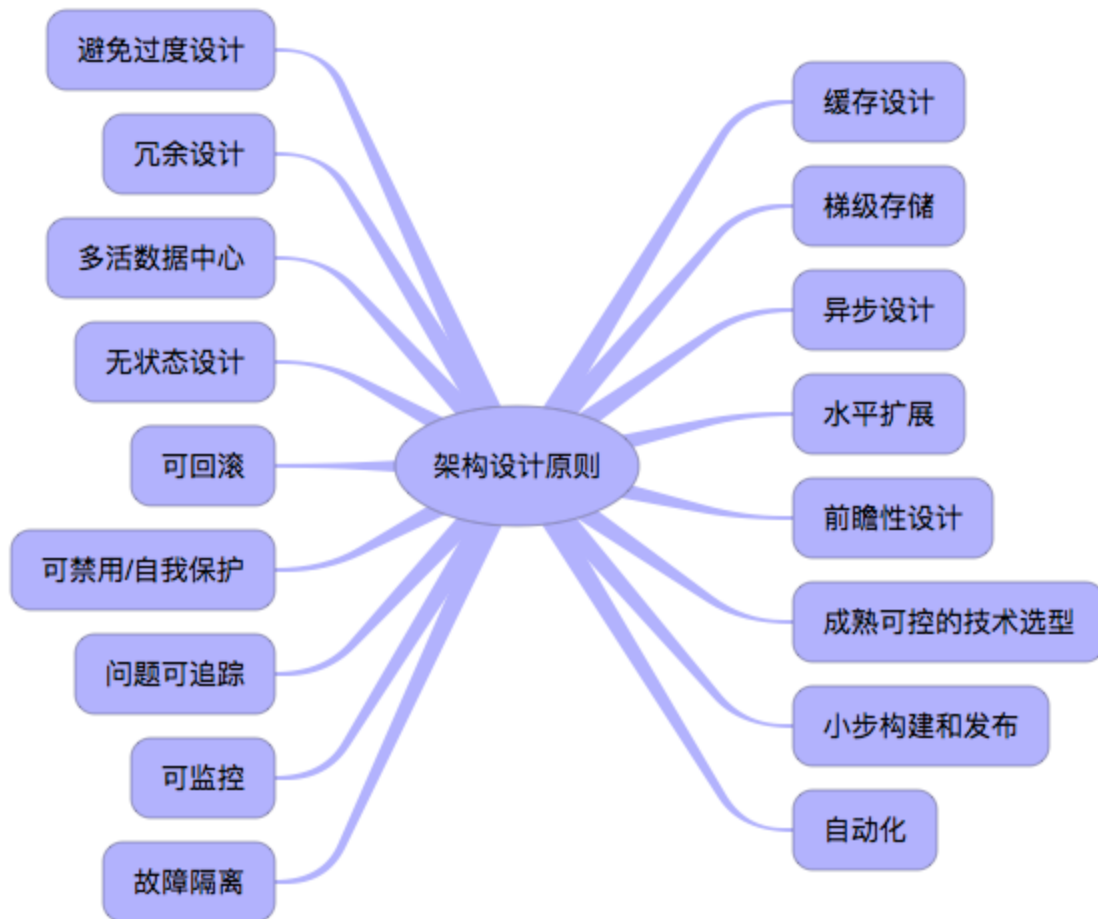 避免过度设计
冗余设计
多活数据中心
无状态设计
可回滚
可禁用/自我保护
问题可追踪
可监控
故障隔离
架构设计原则
缓存设计
梯级存储
异步设计
水平扩展
前瞻性设计
成熟可控的技术选型
小步构建和发布
自动化